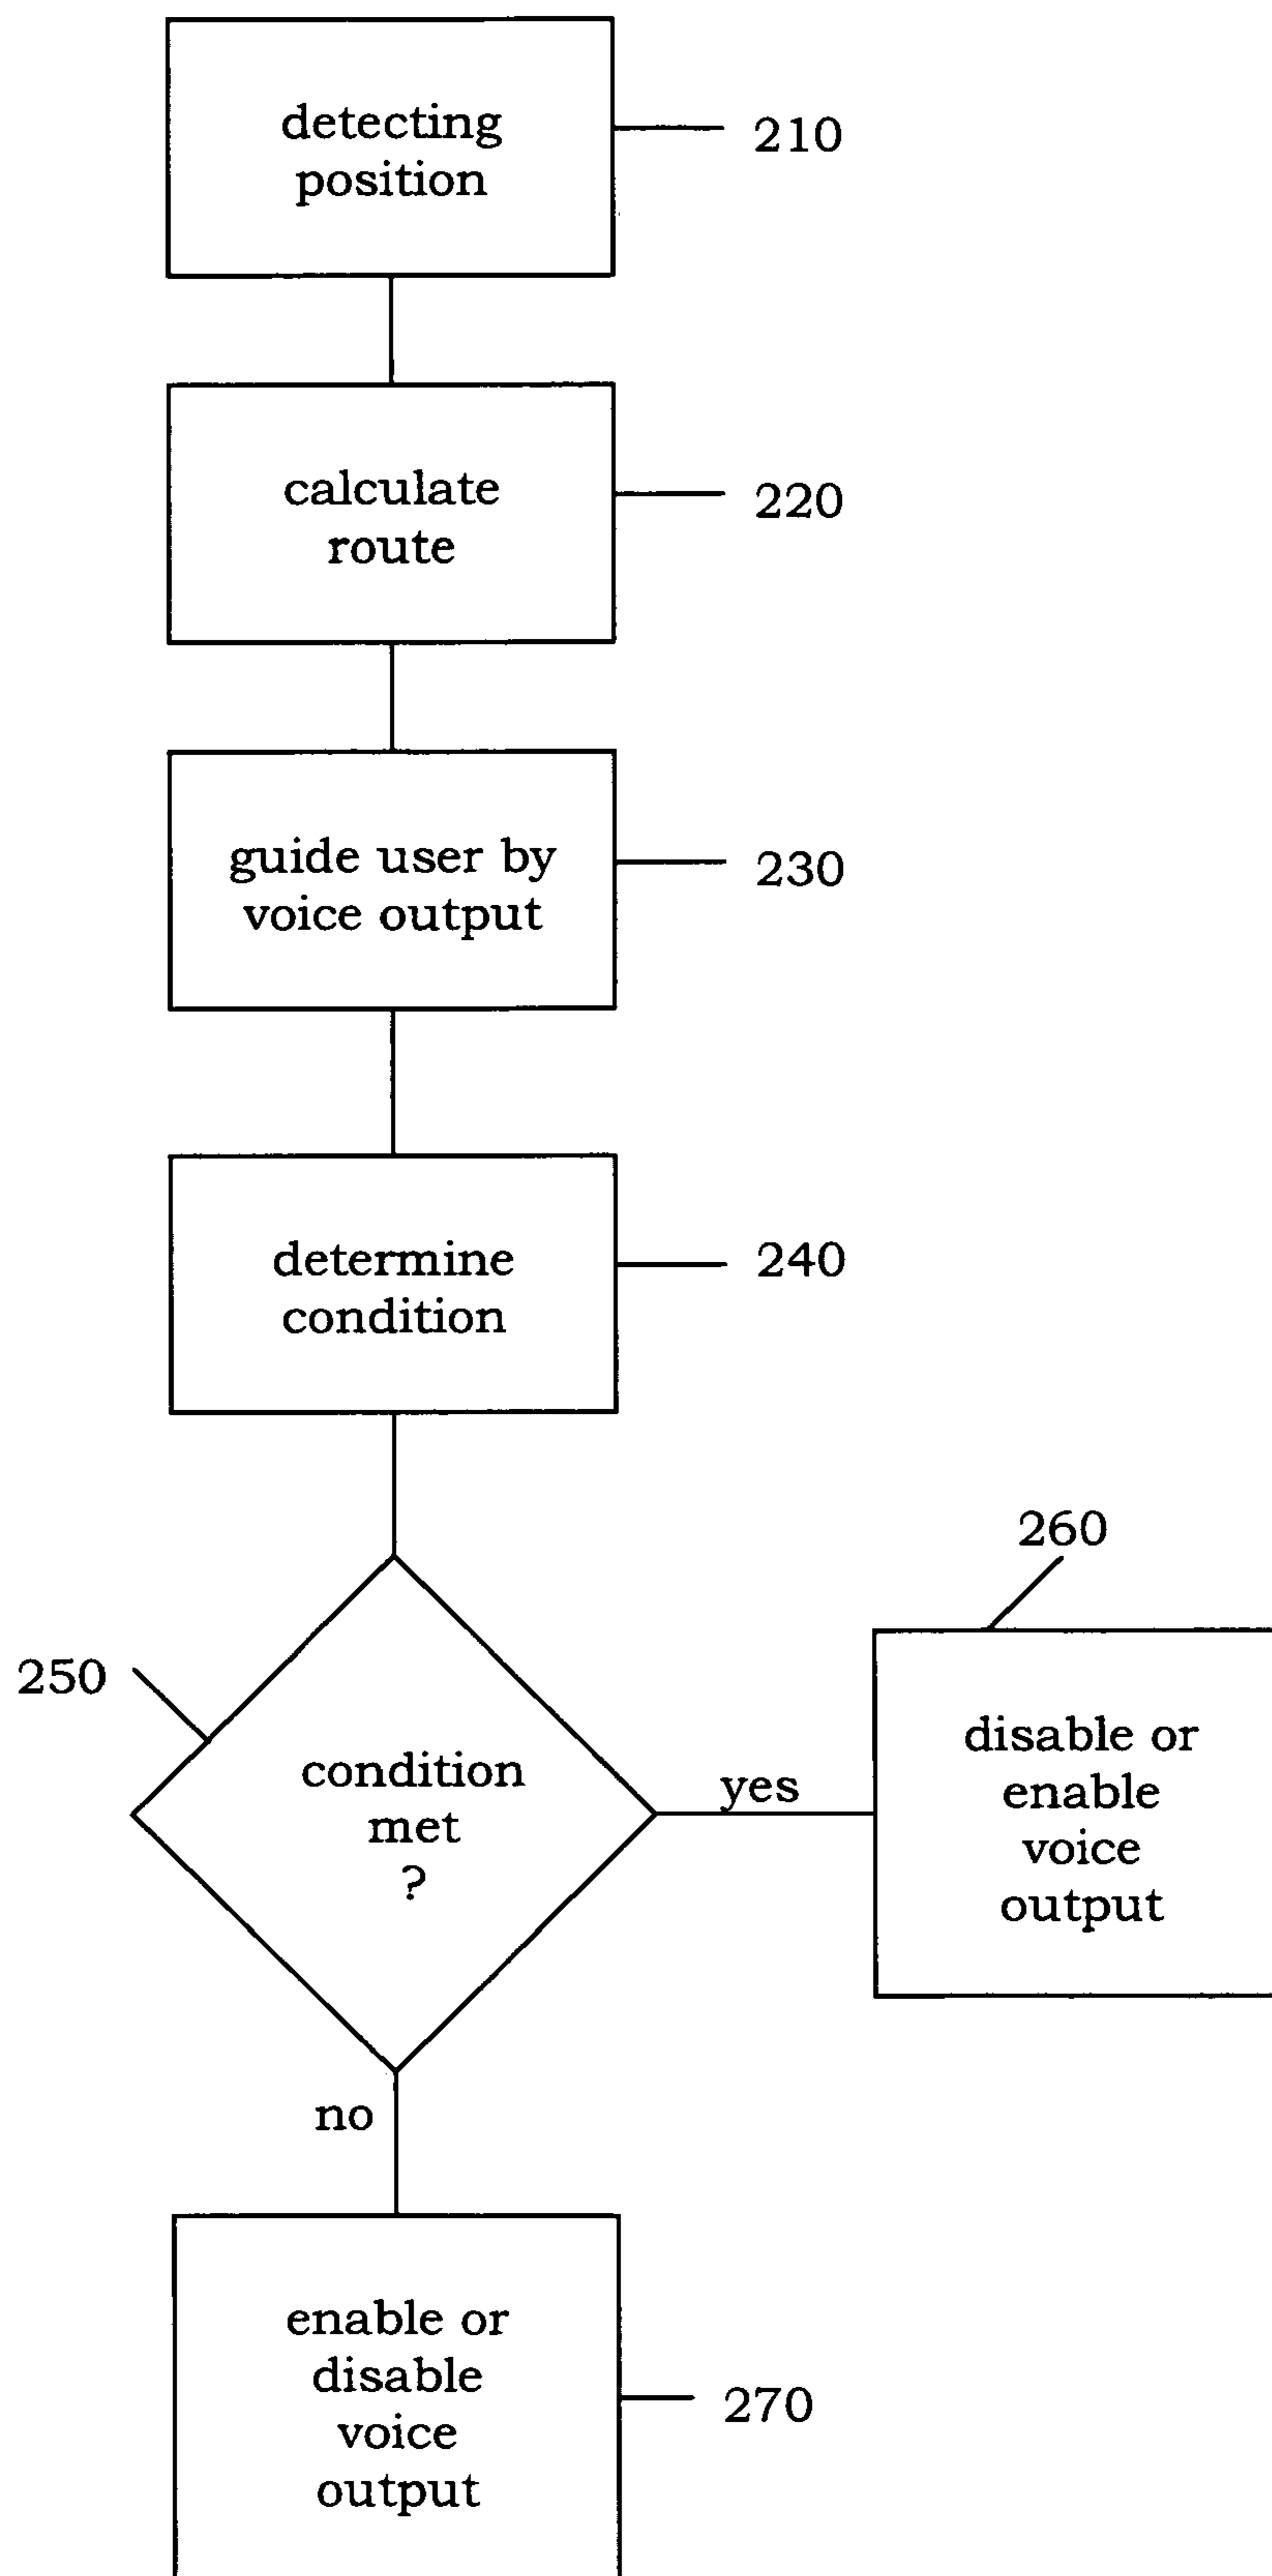 detecting
position
210
calculate
route
220
guide user by
voice output
230
determine
condition
240
260
250
condition
met
?
yes
disable or
enable
voice
output
no
enable or
disable
voice
output
270